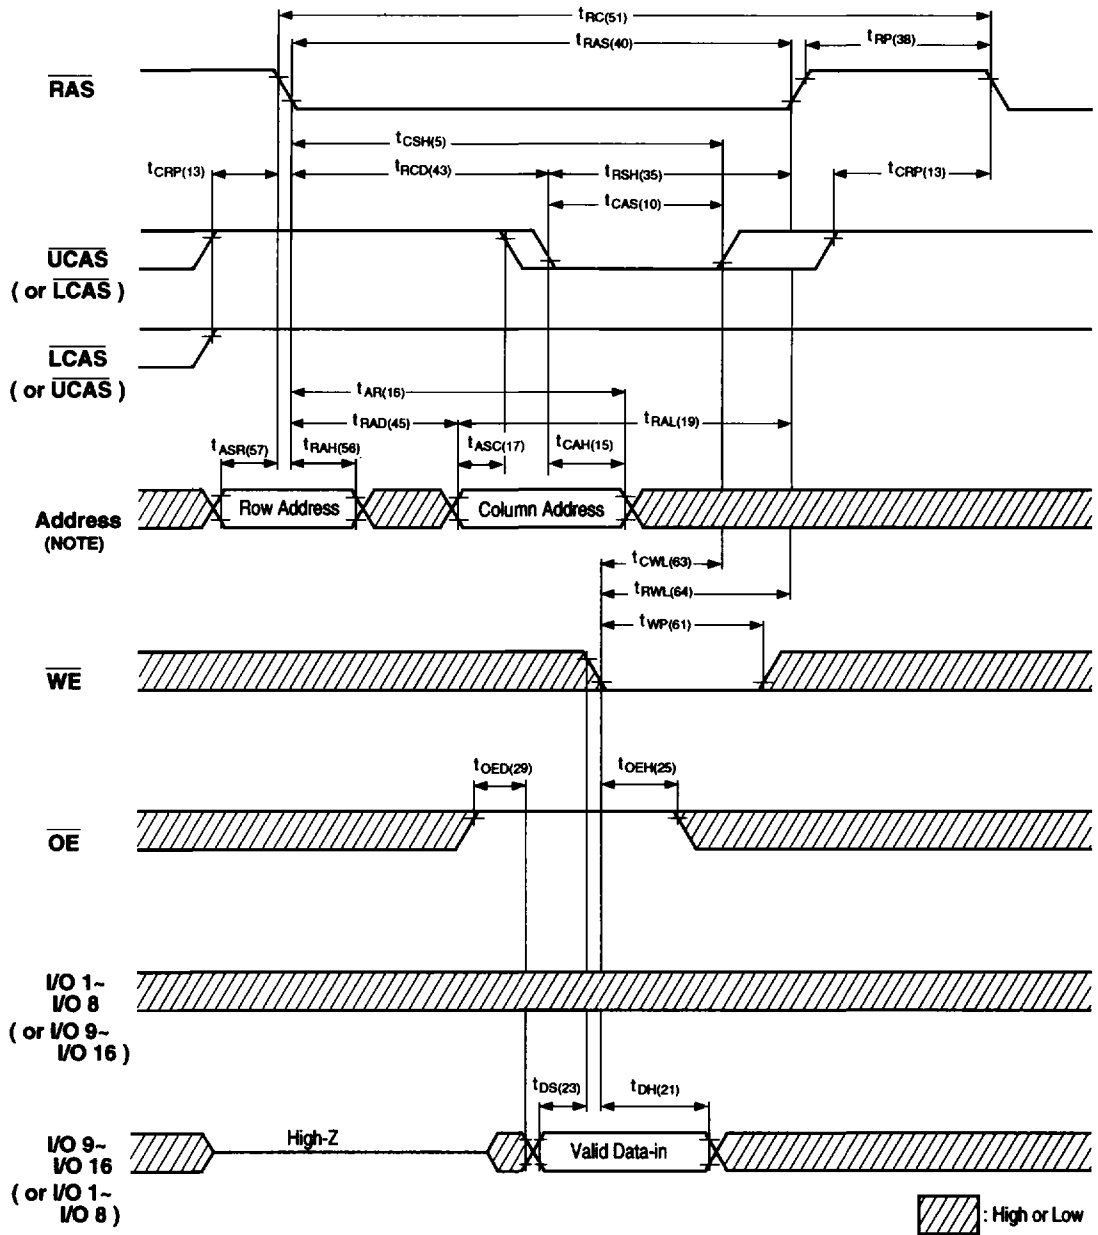 tRC(51)
tRAS(40)
tRP(38)
RAS
tCSH(5)
tCRP(13)
tRCD(43)
tRSH(35)
tCRP(13)
tCAS(10)
UCAS
( or LCAS )
LCAS
( or UCAS )
tAR(16)
tRAD(45)
tRAL(19)
tASR(57)
tRAH(56)
tASC(17)
tCAH(15)
Row Address
Column Address
Address
(NOTE)
tCWL(63)
tRWL(64)
tWP(61)
WE
tOED(29)
tOEH(25)
OE
I/O 1~
I/O 8
( or I/O 9~
I/O 16 )
tDS(23)
tDH(21)
High-Z
Valid Data-in
I/O 9~
I/O 16
( or I/O 1~
I/O 8 )
: High or Low